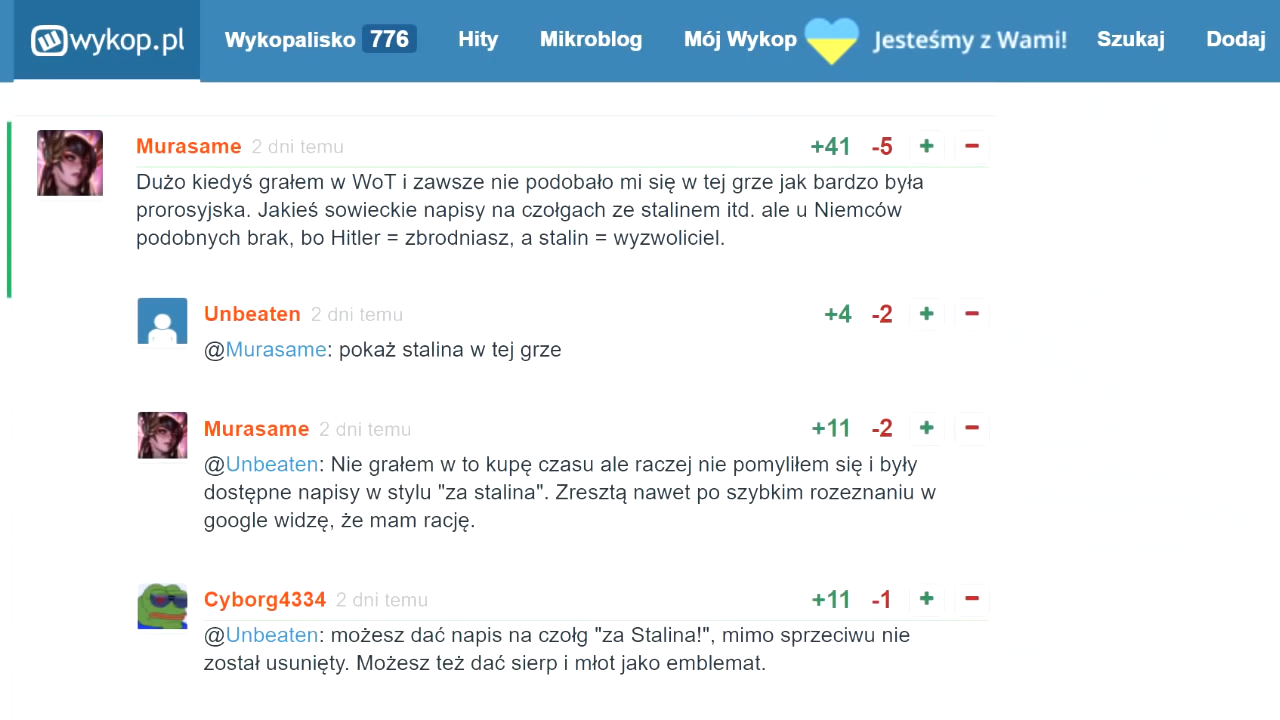 wykop.pl Wykopalisko 776 Hity Mikroblog Mój Wykop Jesteśmy z Wami! Szukaj Dodaj
Murasame 2 dni temu +41 -5 + −
Dużo kiedyś grałem w WoT i zawsze nie podobało mi się w tej grze jak bardzo była
prorosyjska. Jakieś sowieckie napisy na czołgach ze stalinem itd. ale u Niemców
podobnych brak, bo Hitler = zbrodniasz, a stalin = wyzwoliciel.
Unbeaten 2 dni temu +4 -2 + −
@Murasame: pokaż stalina w tej grze
Murasame 2 dni temu +11 -2 + −
@Unbeaten: Nie grałem w to kupę czasu ale raczej nie pomyliłem się i były
dostępne napisy w stylu "za stalina". Zresztą nawet po szybkim rozeznaniu w
google widzę, że mam rację.
Cyborg4334 2 dni temu +11 -1 + −
@Unbeaten: możesz dać napis na czołg "za Stalina!", mimo sprzeciwu nie
został usunięty. Możesz też dać sierp i młot jako emblemat.